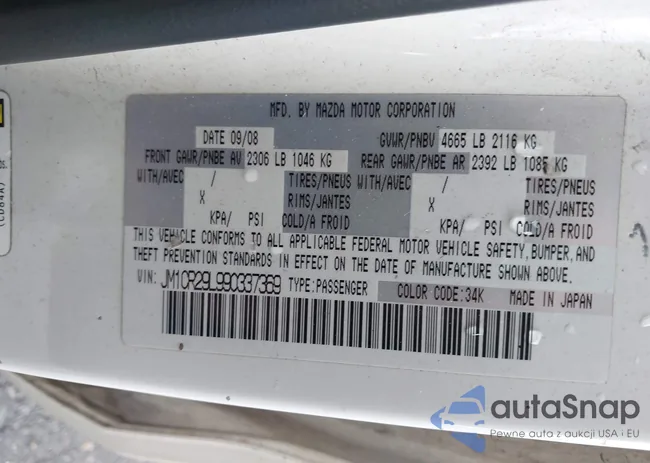 MFD. BY MAZDA MOTOR CORPORATION
DATE 09/08 GVWR/PNBV 4665 LB 2116 KG
FRONT GAWR/PNBE AV 2306 LB 1046 KG REAR GAWR/PNBE AR 2392 LB 1085 KG
WITH/AVEC / TIRES/PNEUS WITH/AVEC / TIRES/PNEUS
X RIMS/JANTES X RIMS/JANTES
KPA/ PSI COLD/A FROID KPA/ PSI COLD/A FROID
THIS VEHICLE CONFORMS TO ALL APPLICABLE FEDERAL MOTOR VEHICLE SAFETY, BUMPER, AND
THEFT PREVENTION STANDARDS IN EFFECT ON THE DATE OF MANUFACTURE SHOWN ABOVE.
VIN: JM1CR29L990337369 TYPE:PASSENGER COLOR CODE:34K MADE IN JAPAN
(CD84A)
autaSnap
Pewne auta z aukcji USA i EU